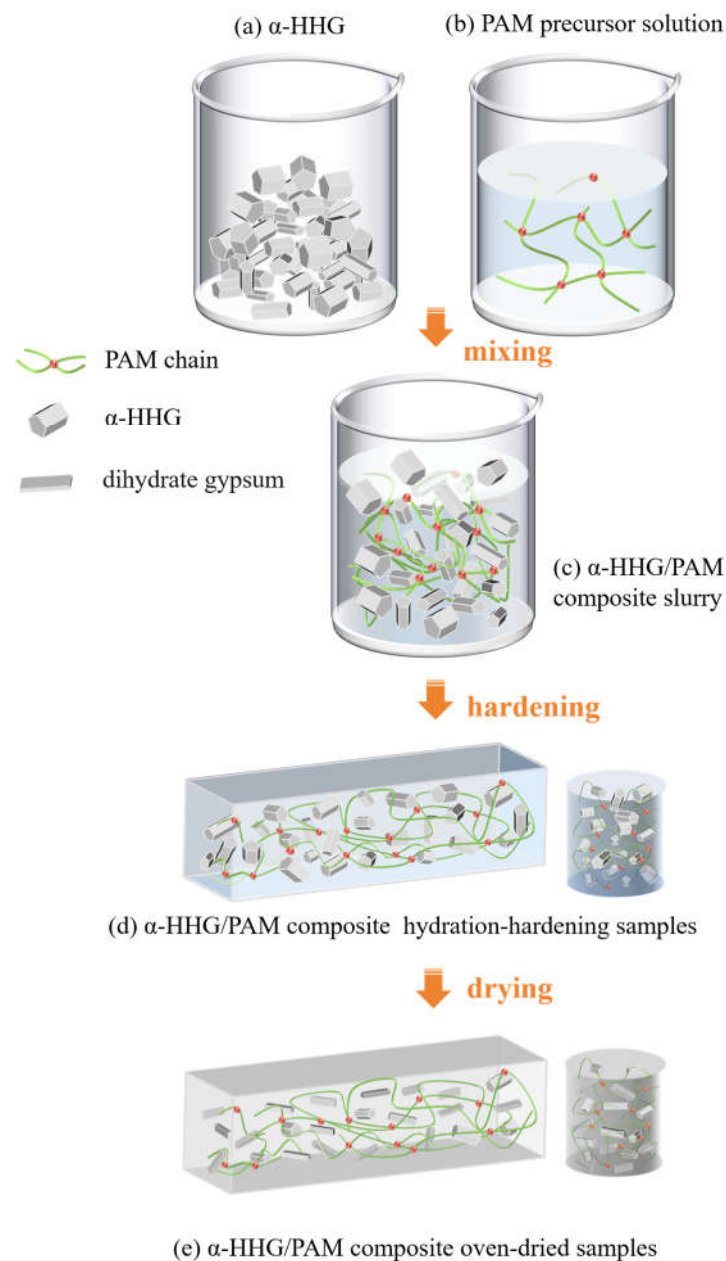 (a) α-HHG
(b) PAM precursor solution
mixing
PAM chain
α-HHG
dihydrate gypsum
(c) α-HHG/PAM
composite slurry
hardening
(d) α-HHG/PAM composite hydration-hardening samples
drying
(e) α-HHG/PAM composite oven-dried samples